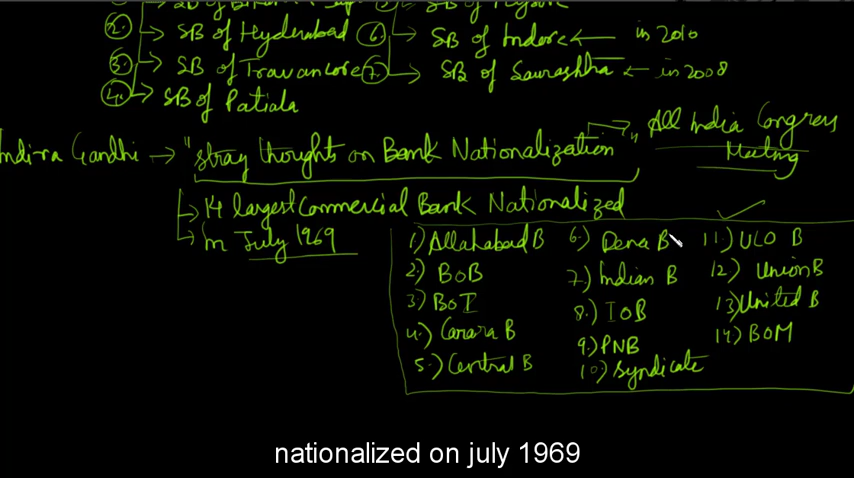 2. → SB of Hyderabad 6. → SB of Indore ← in 2010
3. → SB of Travancore 7. → SB of Saurashtra ← in 2008
4. → SB of Patiala
Indira Gandhi → "stray thoughts on Bank Nationalization" → All India Congress Meeting
→ 14 largest Commercial Bank Nationalized
→ In July 1969
1) Allahabad B 6.) Dena B 11.) UCO B
2) BOB 7.) Indian B 12) Union B
3) BOI 8.) IOB 13) United B
4.) Canara B 9.) PNB 14) BOM
5.) Central B 10) Syndicate
nationalized on july 1969